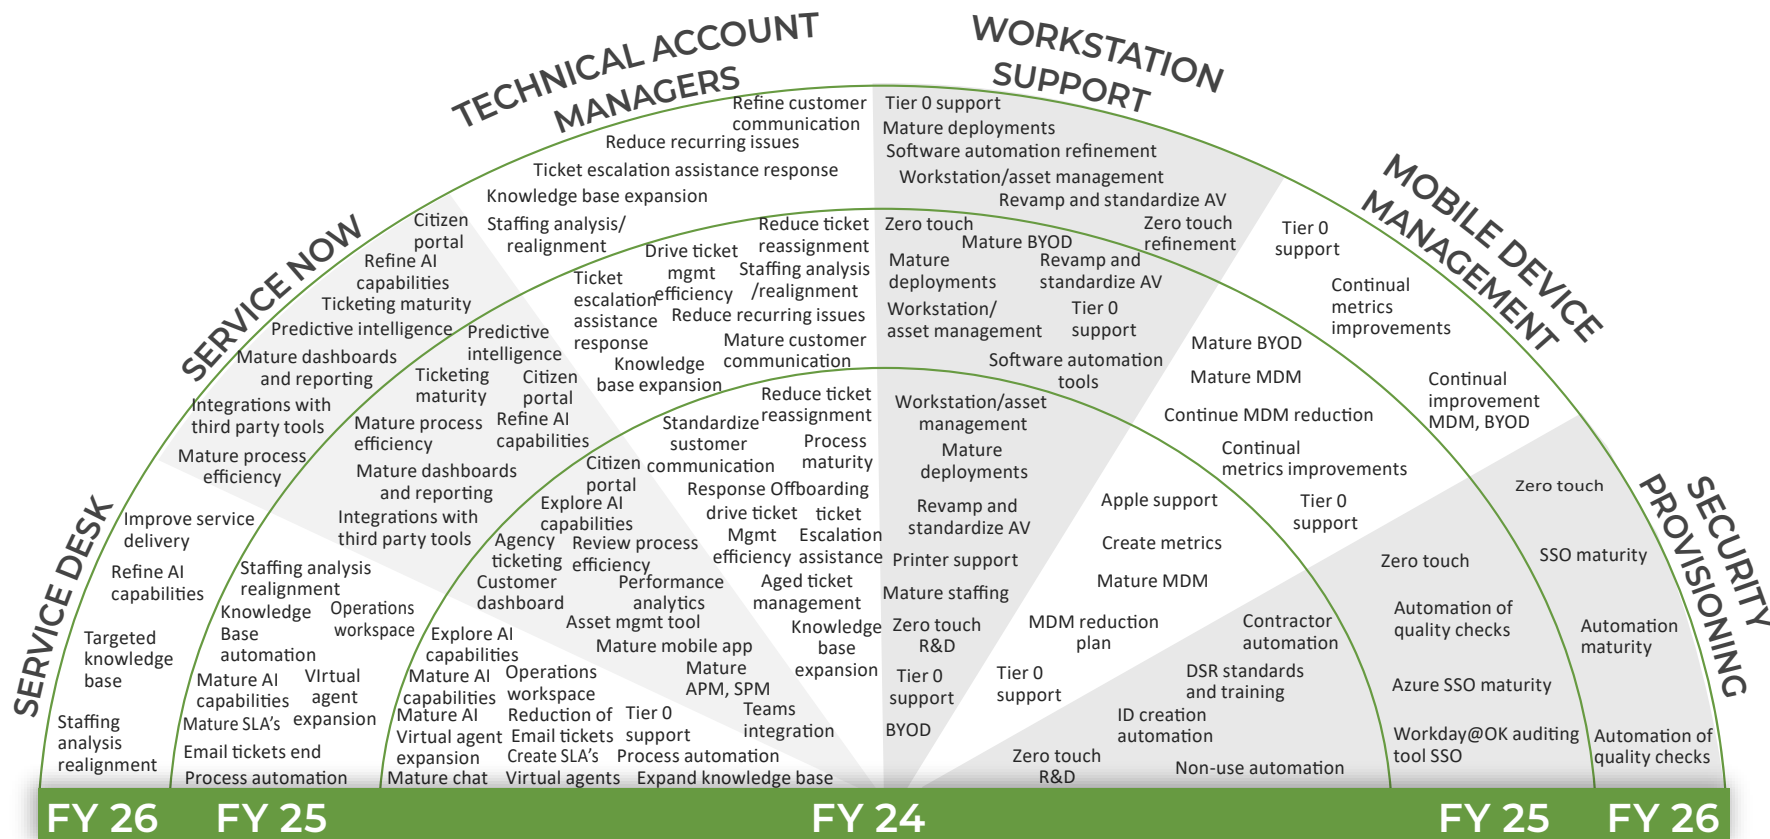 TECHNICAL ACCOUNT
MANAGERS
WORKSTATION
SUPPORT
SERVICE NOW
MOBILE DEVICE
MANAGEMENT
SERVICE DESK
SECURITY
PROVISIONING
Improve service
delivery
Refine AI
capabilities
Targeted
knowledge
base
Staffing
analysis
realignment
Staffing analysis
realignment
Knowledge
Base
automation
Operations
workspace
Mature AI
capabilities
VIrtual
agent
expansion
Mature SLA's
Email tickets end
Process automation
Explore AI
capabilities
Mature AI
capabilities
Operations
workspace
Mature AI
Virtual agent
expansion
Reduction of
Email tickets
Tier 0
support
Create SLA's
Process automation
Mature chat
Virtual agents
Expand knowledge base
Citizen
portal
Refine AI
capabilities
Ticketing maturity
Predictive intelligence
Mature dashboards
and reporting
Integrations with
third party tools
Mature process
efficiency
Predictive
intelligence
Ticketing
maturity
Citizen
portal
Mature process
efficiency
Refine AI
capabilities
Mature dashboards
and reporting
Integrations with
third party tools
Citizen
portal
Explore AI
capabilities
Agency
ticketing
Review process
efficiency
Customer
dashboard
Performance
analytics
Asset mgmt tool
Mature mobile app
Mature
APM, SPM
Teams
integration
Refine customer
communication
Reduce recurring issues
Ticket escalation assistance response
Knowledge base expansion
Staffing analysis/
realignment
Reduce ticket
reassignment
Drive ticket
mgmt
efficiency
Staffing analysis
/realignment
Ticket
escalation
assistance
response
Reduce recurring issues
Mature customer
communication
Knowledge
base expansion
Reduce ticket
reassignment
Standardize
sustomer
communication
Process
maturity
Response Offboarding
drive ticket
Mgmt
efficiency
ticket
Escalation
assistance
Aged ticket
management
Knowledge
base
expansion
Tier 0 support
Mature deployments
Software automation refinement
Workstation/asset management
Revamp and standardize AV
Zero touch
refinement
Zero touch
Mature BYOD
Mature
deployments
Revamp and
standardize AV
Workstation/
asset management
Tier 0
support
Software automation
tools
Workstation/asset
management
Mature
deployments
Revamp and
standardize AV
Printer support
Mature staffing
Zero touch
R&D
Tier 0
support
BYOD
Tier 0
support
Continual
metrics
improvements
Continual
improvement
MDM, BYOD
Mature BYOD
Mature MDM
Continue MDM reduction
Continual
metrics improvements
Tier 0
support
Apple support
Create metrics
Mature MDM
MDM reduction
plan
Tier 0
support
Zero touch
SSO maturity
Automation
maturity
Automation of
quality checks
Zero touch
Automation of
quality checks
Azure SSO maturity
Workday@OK auditing
tool SSO
Contractor
automation
DSR standards
and training
ID creation
automation
Zero touch
R&D
Non-use automation
FY 26
FY 25
FY 24
FY 25
FY 26